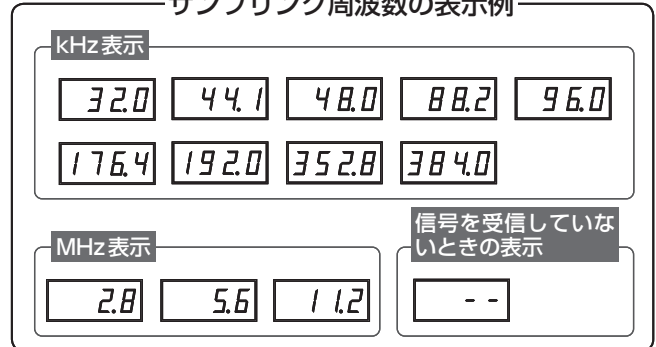 サンプリング周波数の表示例
kHz表示
32.0 44.1 48.0 88.2 96.0
176.4 192.0 352.8 384.0
MHz表示
2.8 5.6 11.2
信号を受信していな
いときの表示
- -